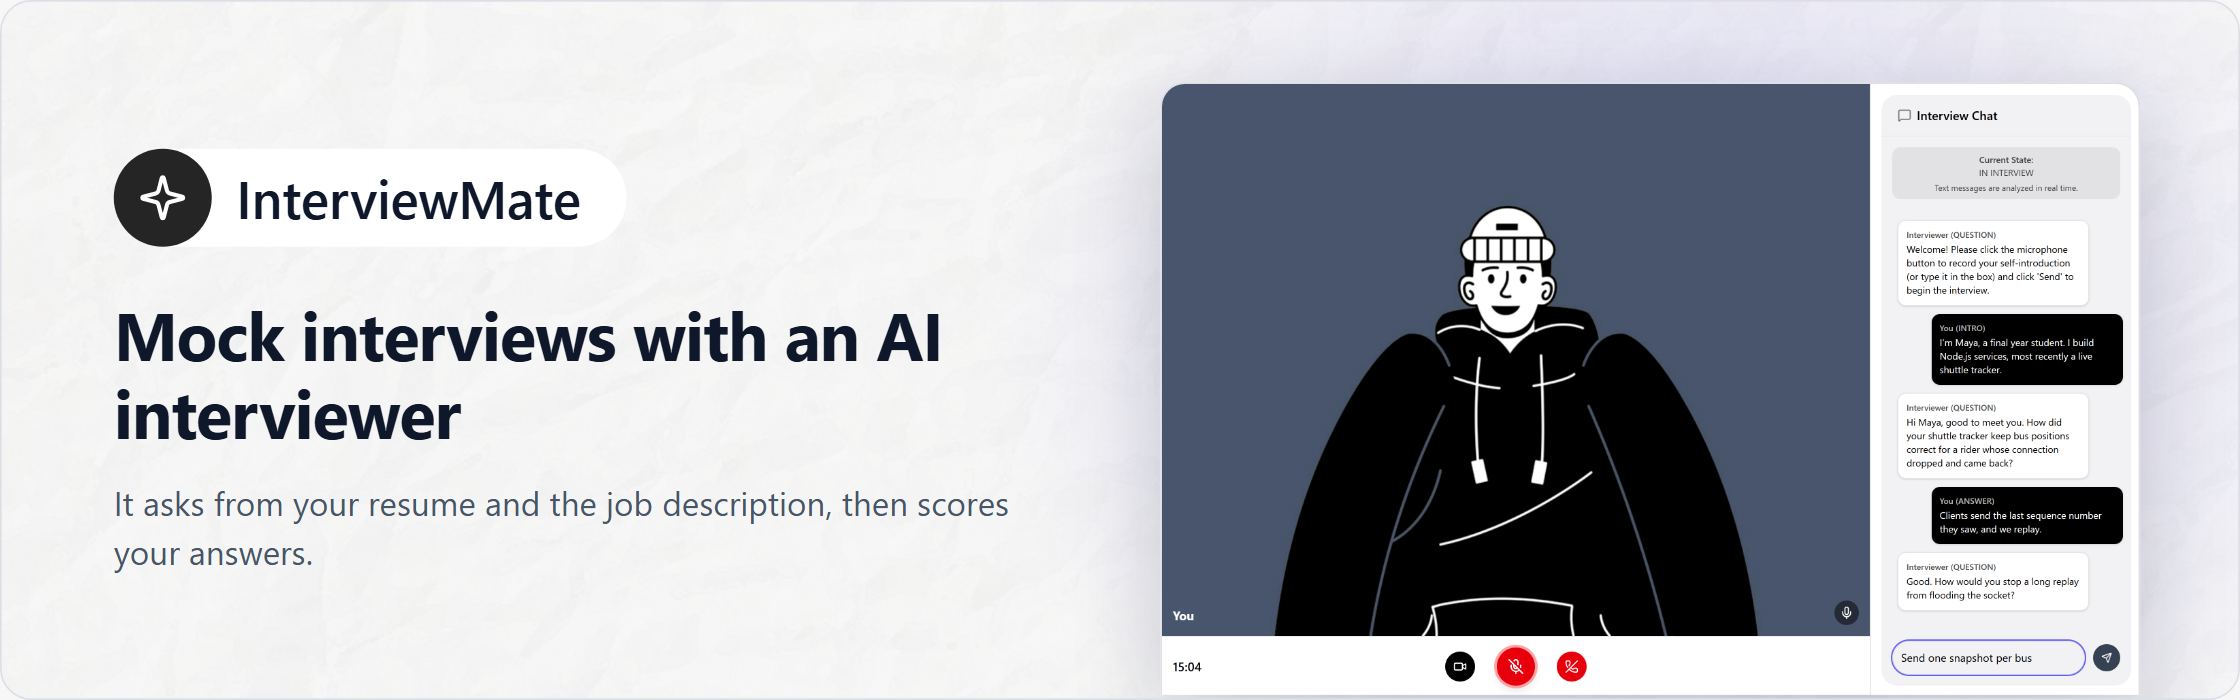 InterviewMate
Mock interviews with an AI
interviewer
It asks from your resume and the job description, then scores
your answers.
You
15:04
Interview Chat
Current State:
IN INTERVIEW
Text messages are analyzed in real time.
Interviewer (QUESTION)
Welcome! Please click the microphone
button to record your self-introduction
(or type it in the box) and click 'Send' to
begin the interview.
You (INTRO)
I'm Maya, a final year student. I build
Node.js services, most recently a live
shuttle tracker.
Interviewer (QUESTION)
Hi Maya, good to meet you. How did
your shuttle tracker keep bus positions
correct for a rider whose connection
dropped and came back?
You (ANSWER)
Clients send the last sequence number
they saw, and we replay.
Interviewer (QUESTION)
Good. How would you stop a long replay
from flooding the socket?
Send one snapshot per bus